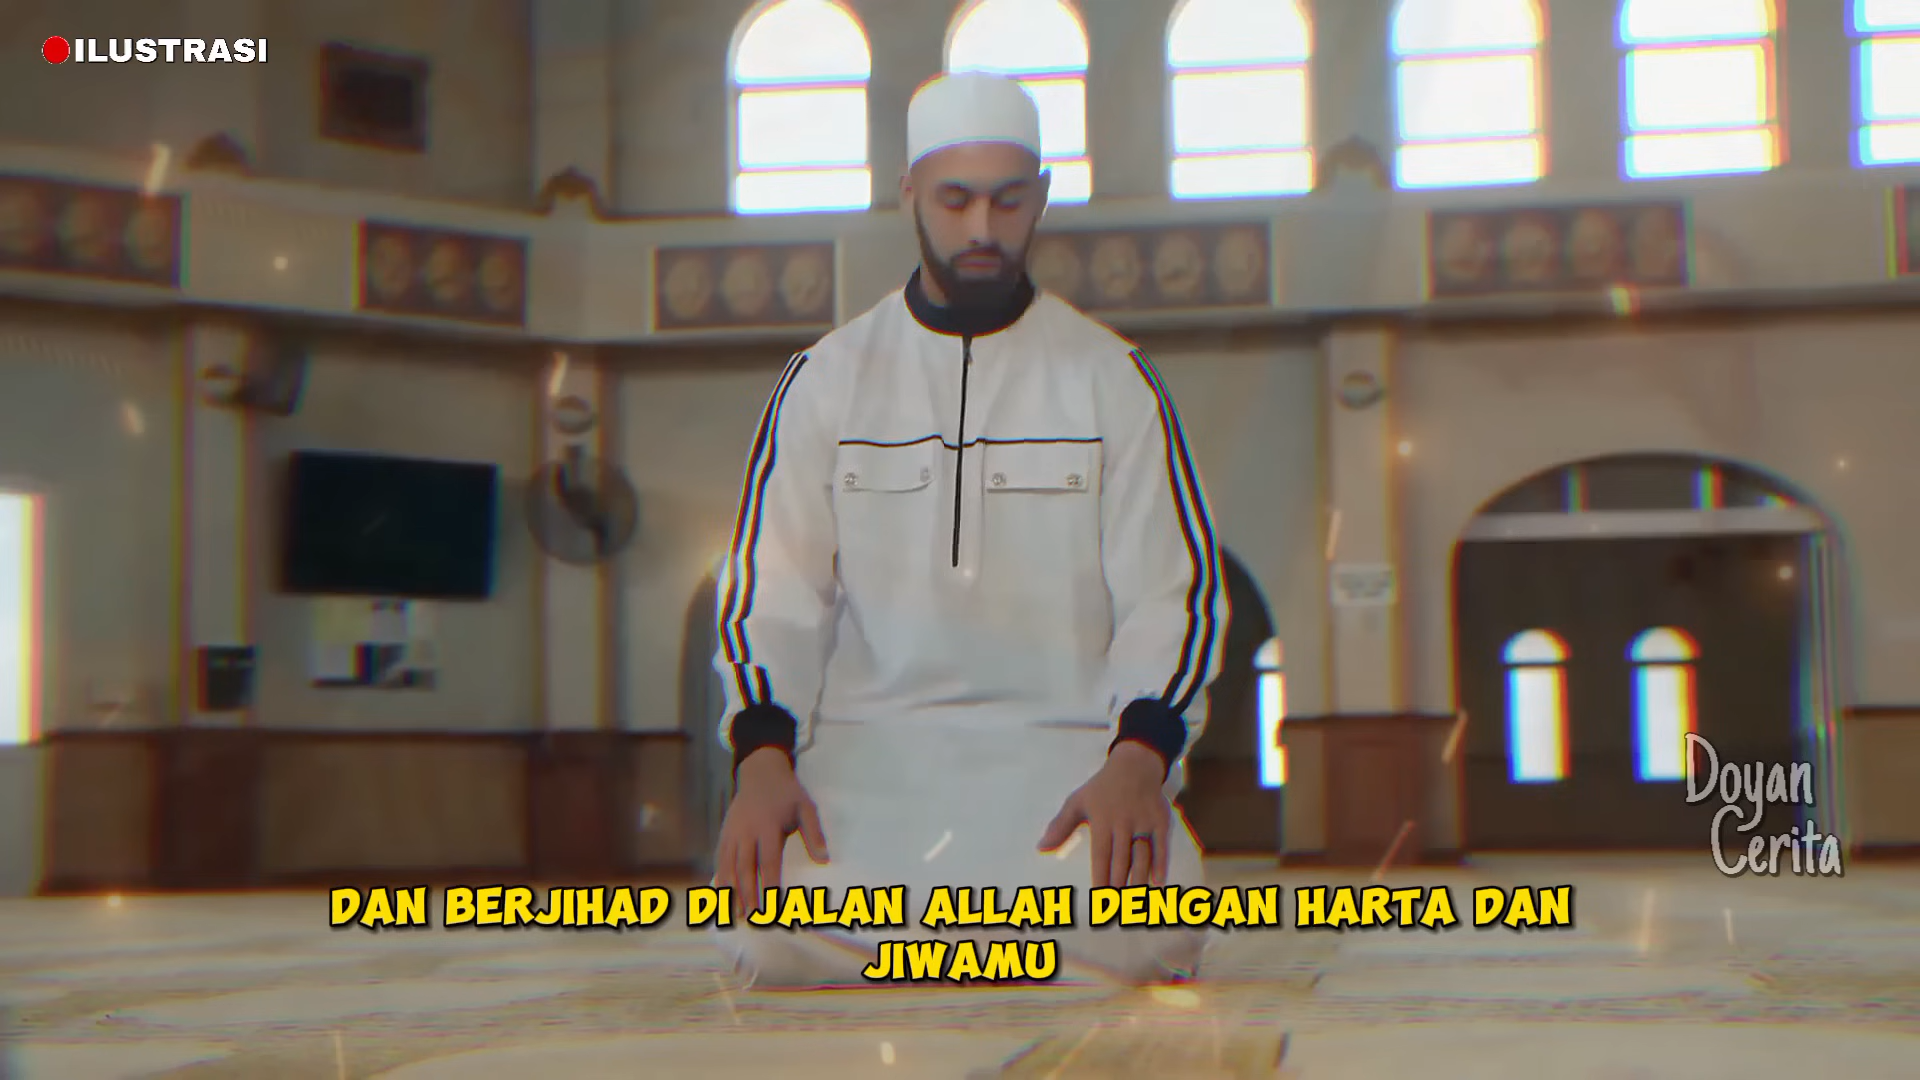 ILUSTRASI
Doyan
Cerita
DAN BERJIHAD DI JALAN ALLAH DENGAN HARTA DAN
JIWAMU